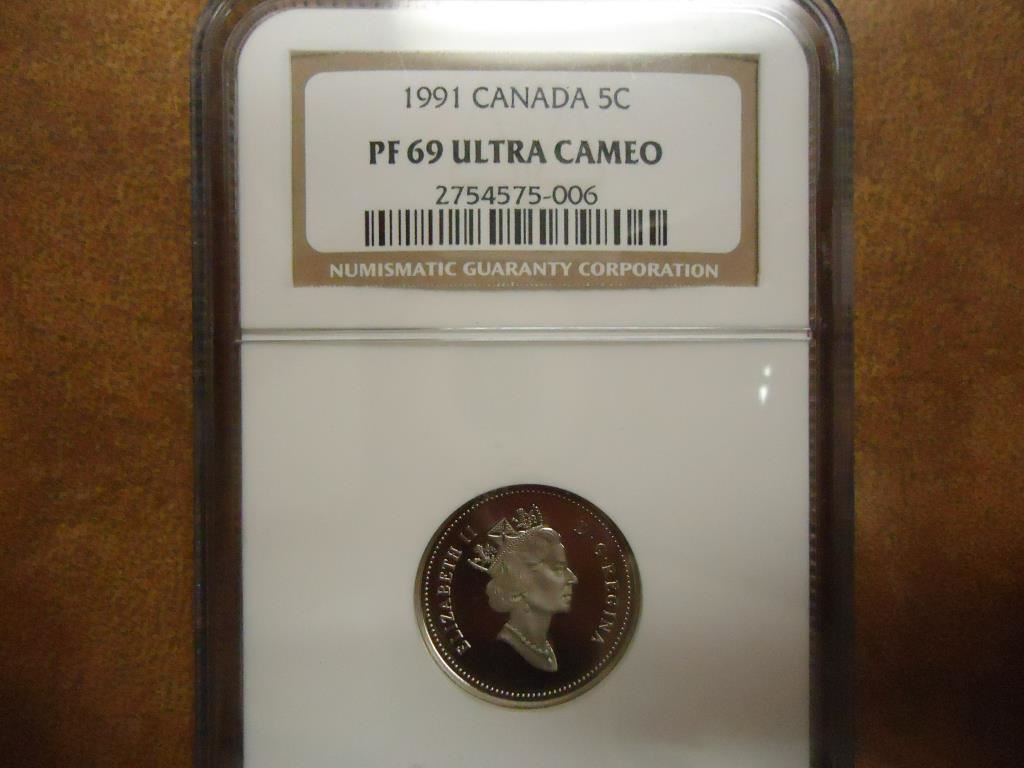 1991 CANADA 5C
PF 69 ULTRA CAMEO
2754575-006
NUMISMATIC GUARANTY CORPORATION
ELIZABETH II
D·G·REGINA